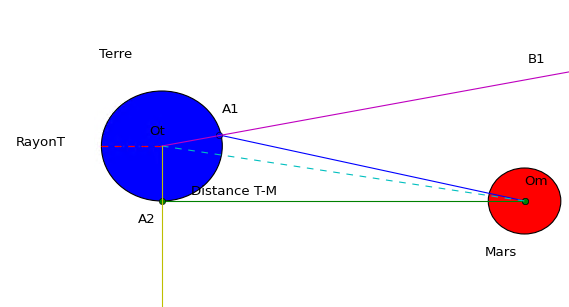 Terre
B1
A1
Ot
RayonT
Om
Distance T-M
A2
Mars